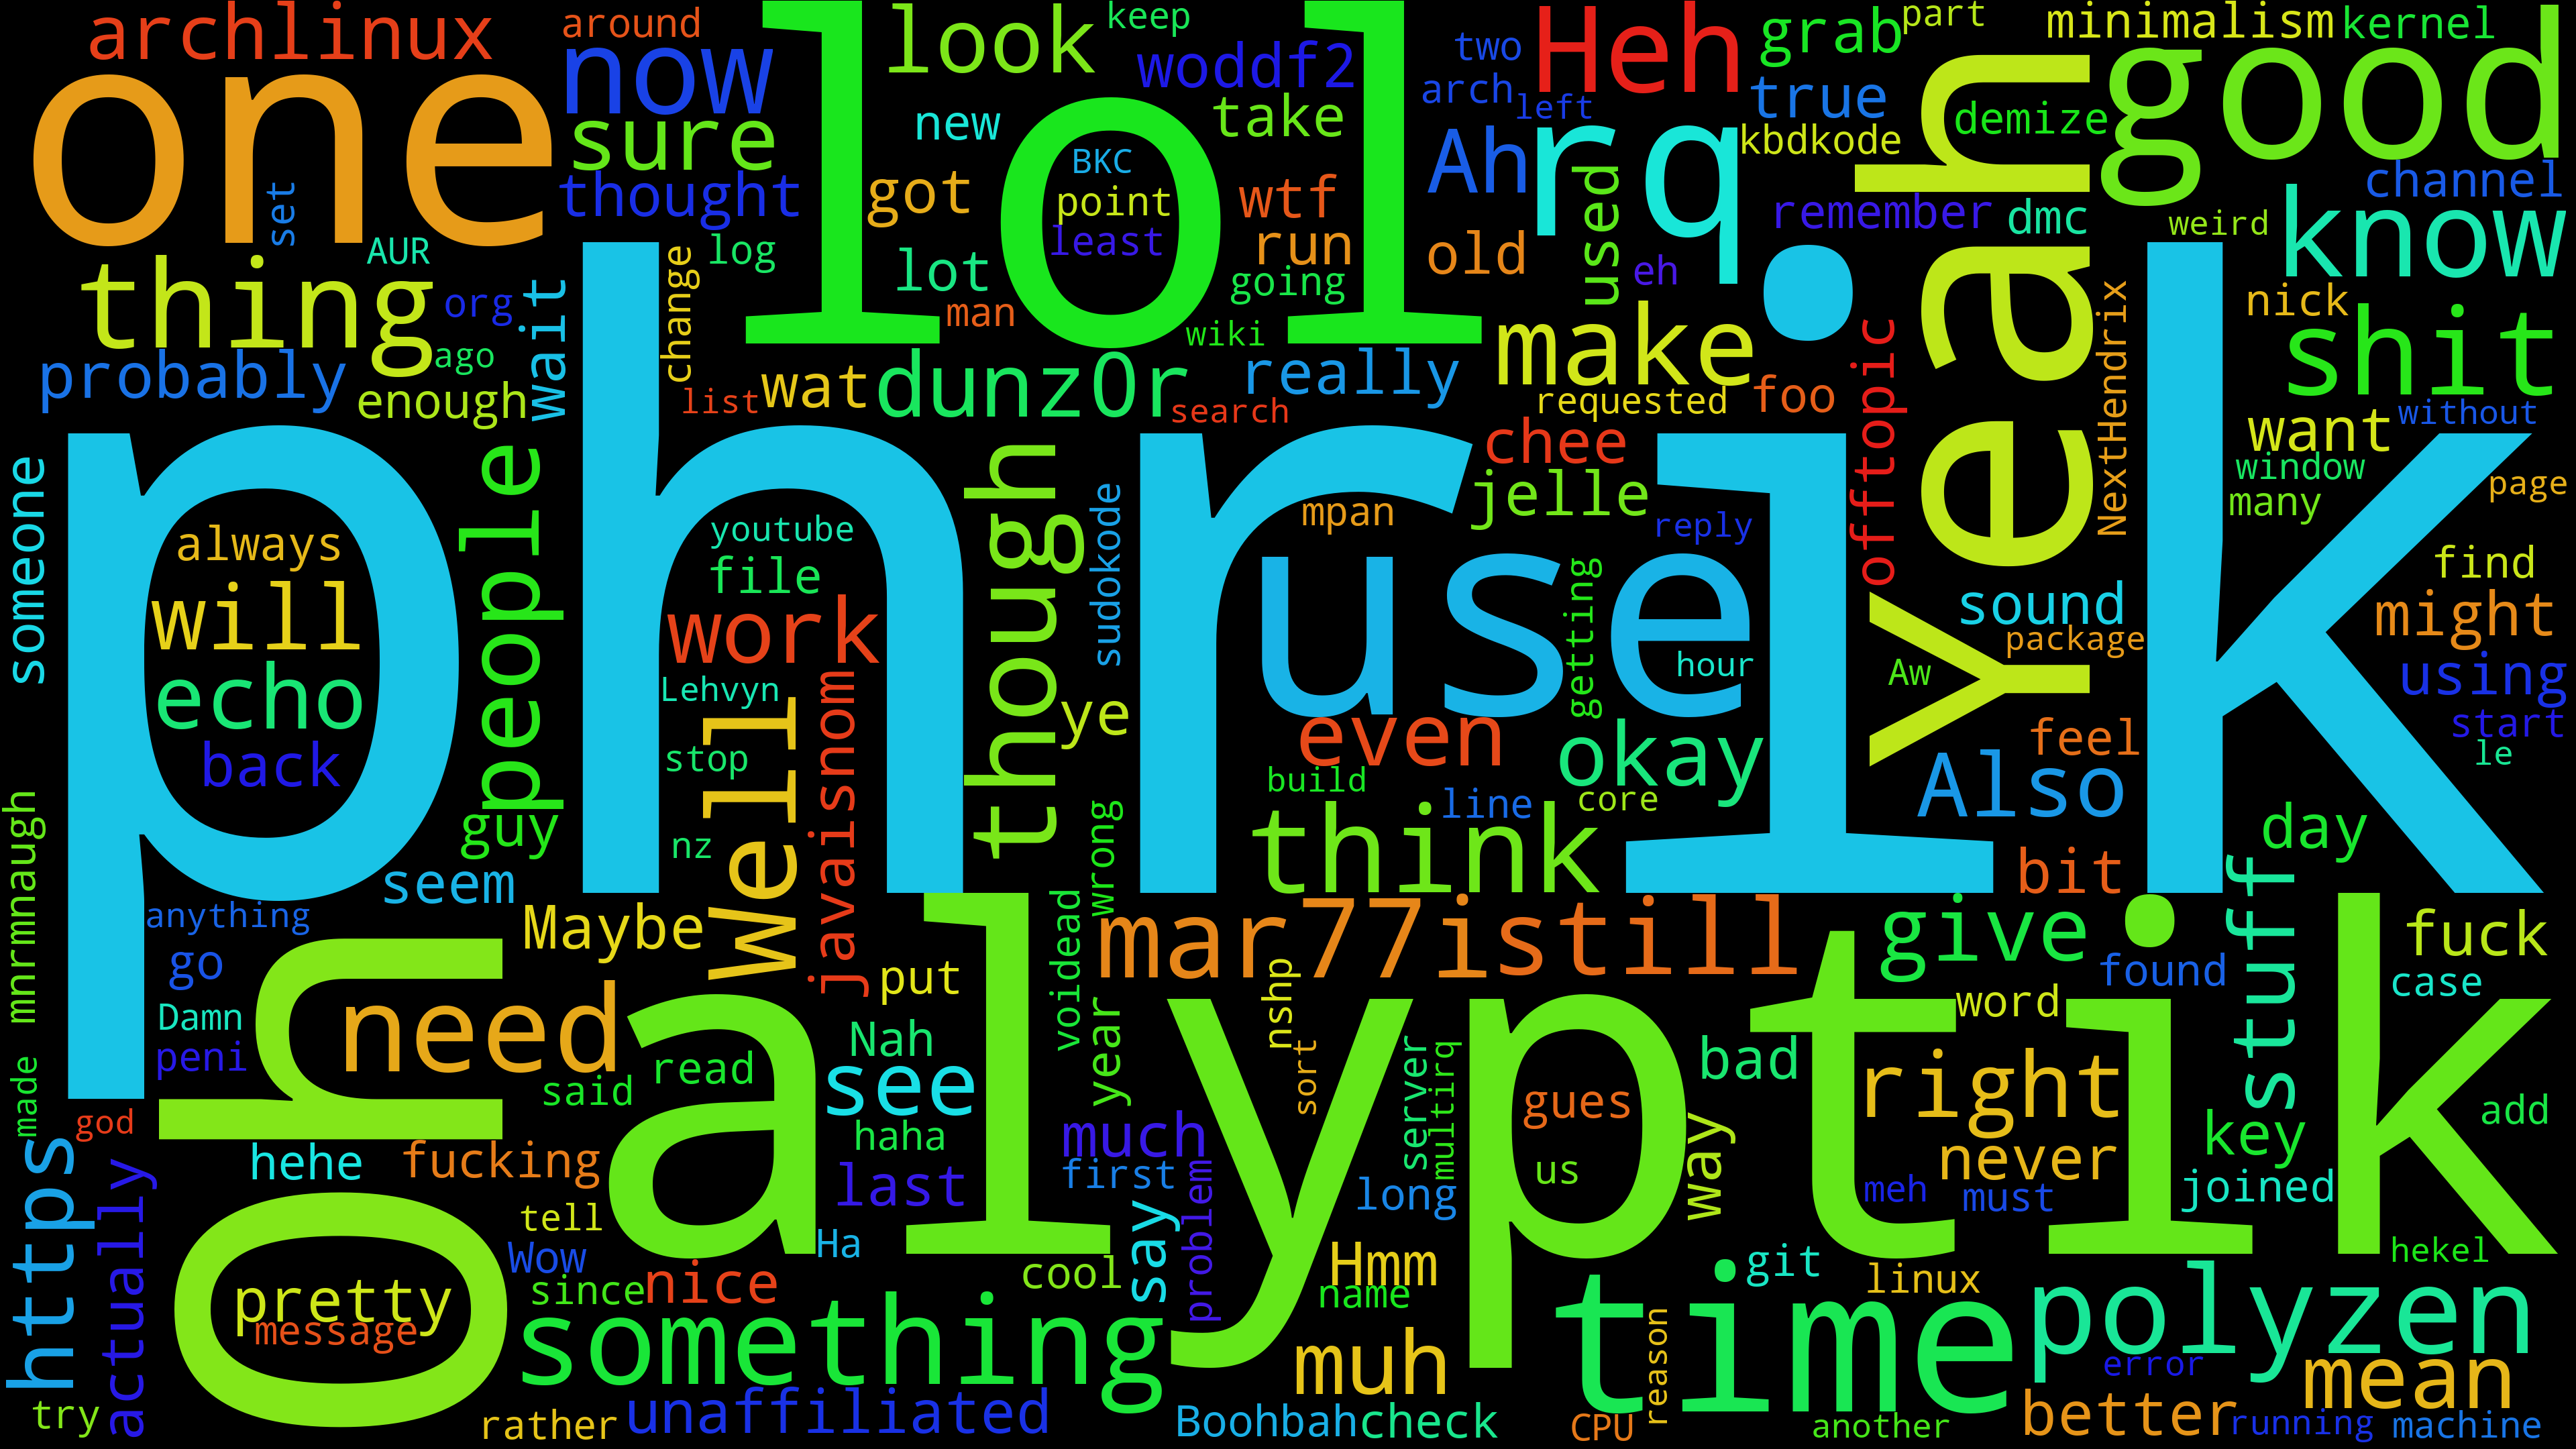 archlinux
one
around
now
sure
thought
lol
look
keep
woddf2
take
new
BKC
point
least
got
wtf
run
lot
going
man
wiki
log
change
set
AUR
org
wait
thing
probably
ago
enough
list
wat
dunz0r
search
really
two
arch
left
Heh
grab
part
true
kbdkode
Ah
rq
used
old
eh
make
requested
foo
chee
jelle
reply
minimalism
kernel
good
demize
channel
remember
dmc
weird
know
yeah
nick
shit
NextHendrix
offtopic
want
without
window
many
page
phrik
someone
always
will
echo
back
people
guy
youtube
file
work
Lehvyn
stop
nz
Well
javaisnom
though
sudokode
ye
mpan
use
getting
hour
even
okay
build
line
core
think
wrong
find
sound
package
might
Aw
using
start
le
feel
Also
bit
day
stuff
mnrmnaugh
seem
anything
go
Damn
peni
Maybe
oh
need
put
voidead
mar77i
still
give
found
fuck
case
alyptik
nshp
word
Nah
see
read
said
haha
year
sort
server
multirq
gues
us
bad
way
right
never
key
add
made
god
https
actually
hehe
fucking
last
much
first
problem
say
long
meh
must
joined
tell
Wow
Ha
since
nice
cool
Hmm
name
git
linux
hekel
pretty
message
something
time
polyzen
muh
reason
error
mean
try
rather
unaffiliated
Boohbah
check
CPU
another
better
running
machine